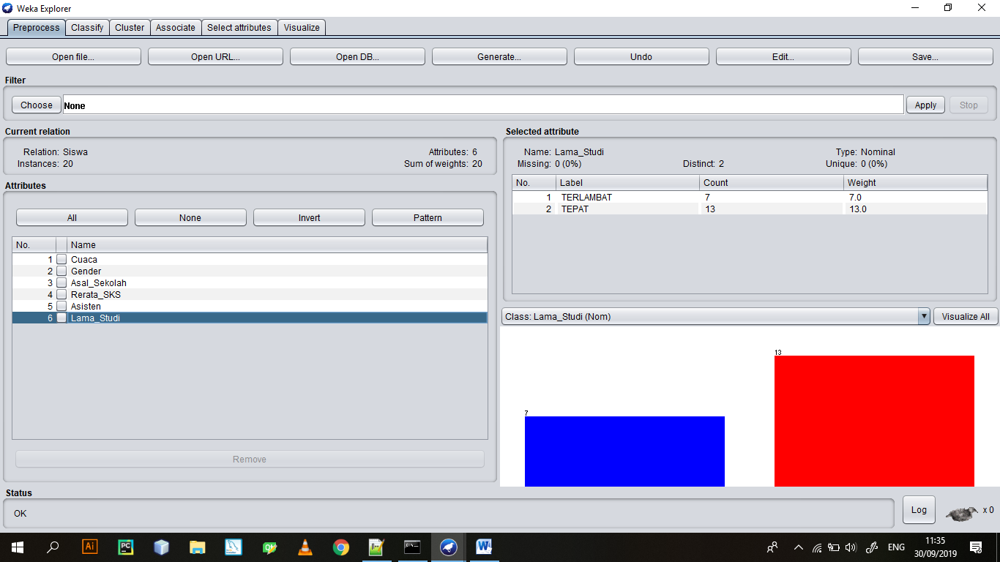 Weka Explorer
Preprocess Classify Cluster Associate Select attributes Visualize
Open file... Open URL... Open DB... Generate... Undo Edit... Save...
Filter
Choose None Apply Stop
Current relation
Relation: Siswa Attributes: 6
Instances: 20 Sum of weights: 20
Attributes
All None Invert Pattern
No. Name
1 Cuaca
2 Gender
3 Asal_Sekolah
4 Rerata_SKS
5 Asisten
6 Lama_Studi
Remove
Selected attribute
Name: Lama_Studi Type: Nominal
Missing: 0 (0%) Distinct: 2 Unique: 0 (0%)
No. Label Count Weight
1 TERLAMBAT 7 7.0
2 TEPAT 13 13.0
Class: Lama_Studi (Nom) Visualize All
13
7
Status
OK
Log x 0
Ai PC W
ENG
11:35
30/09/2019